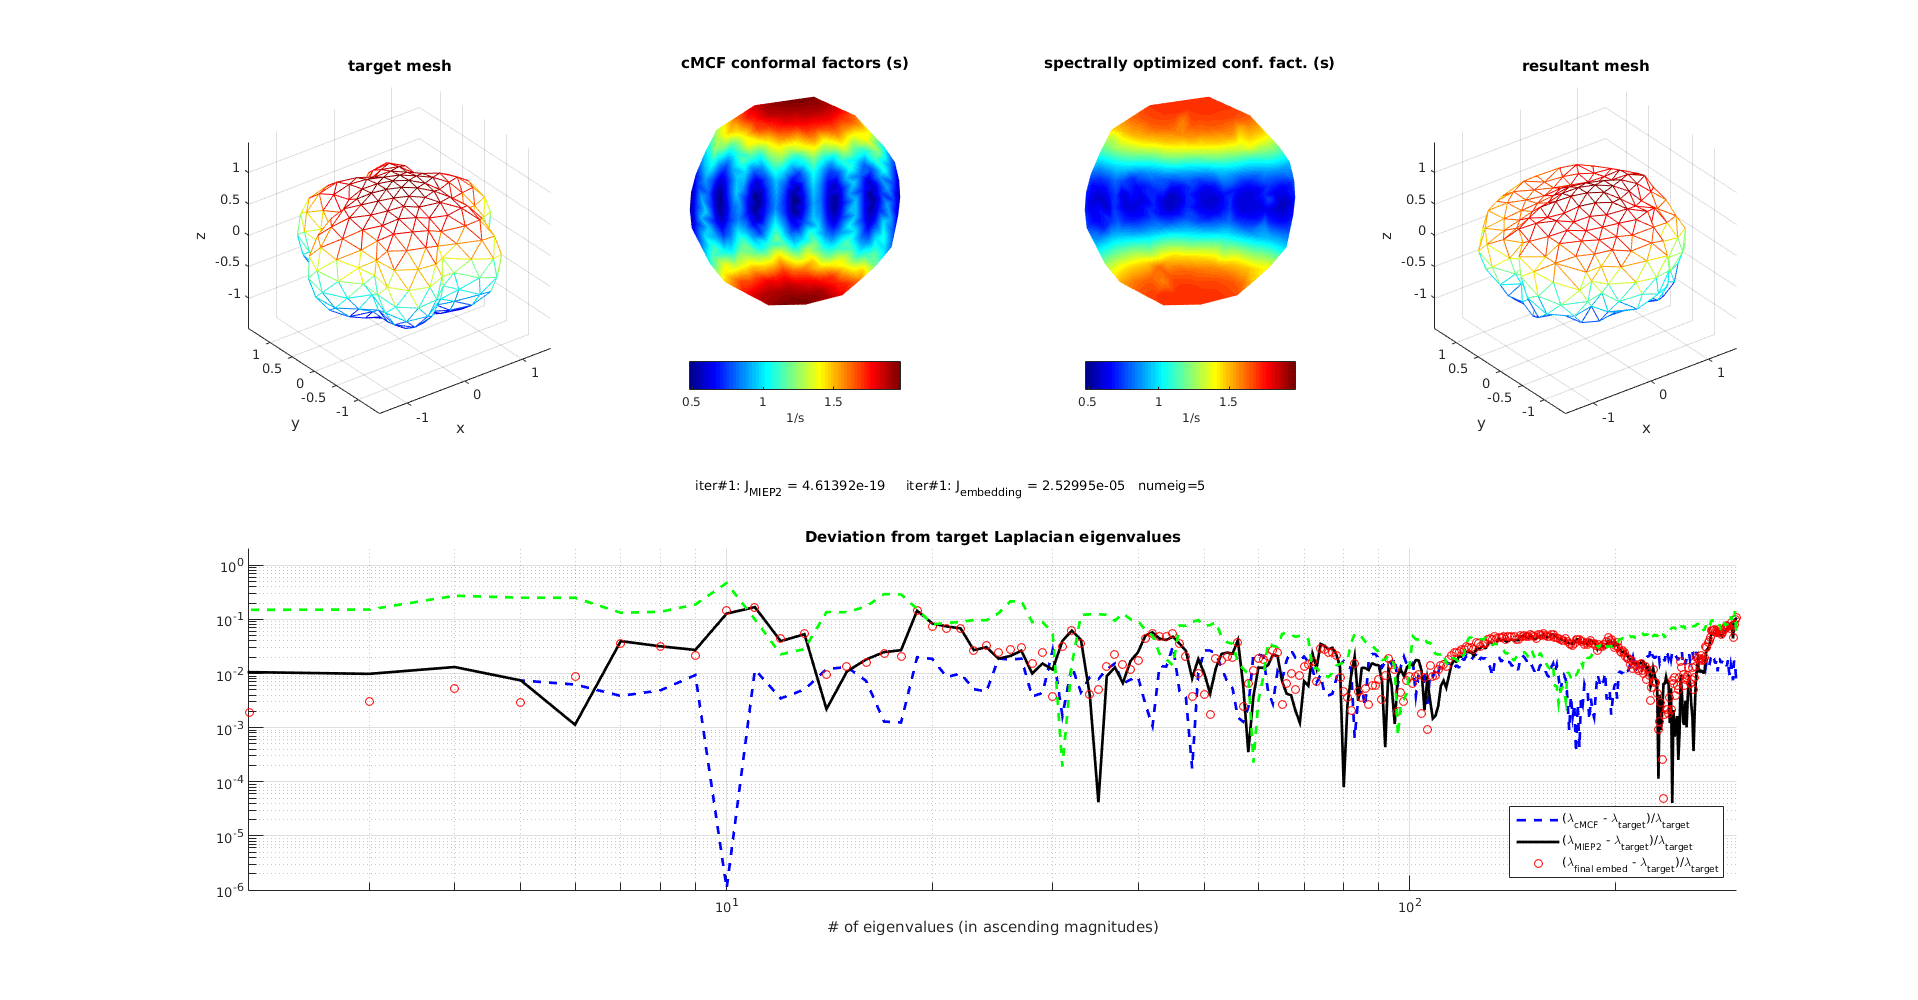 target mesh
cMCF conformal factors (s)
spectrally optimized conf. fact. (s)
resultant mesh
1
0.5
0
-0.5
-1
z
1
0.5
0
-0.5
-1
y
-1
0
1
x
0.5 1 1.5
1/s
0.5 1 1.5
1/s
1
0.5
0
-0.5
-1
z
1
0.5
0
-0.5
-1
y
-1
0
1
x
iter#1: J_MIEP2 = 4.61392e-19 iter#1: J_embedding = 2.52995e-05 numeig=5
Deviation from target Laplacian eigenvalues
10^0
10^-1
10^-2
10^-3
10^-4
10^-5
10^-6
10^1 10^2
# of eigenvalues (in ascending magnitudes)
(λ_cMCF - λ_target)/λ_target
(λ_MIEP2 - λ_target)/λ_target
(λ_final embed - λ_target)/λ_target